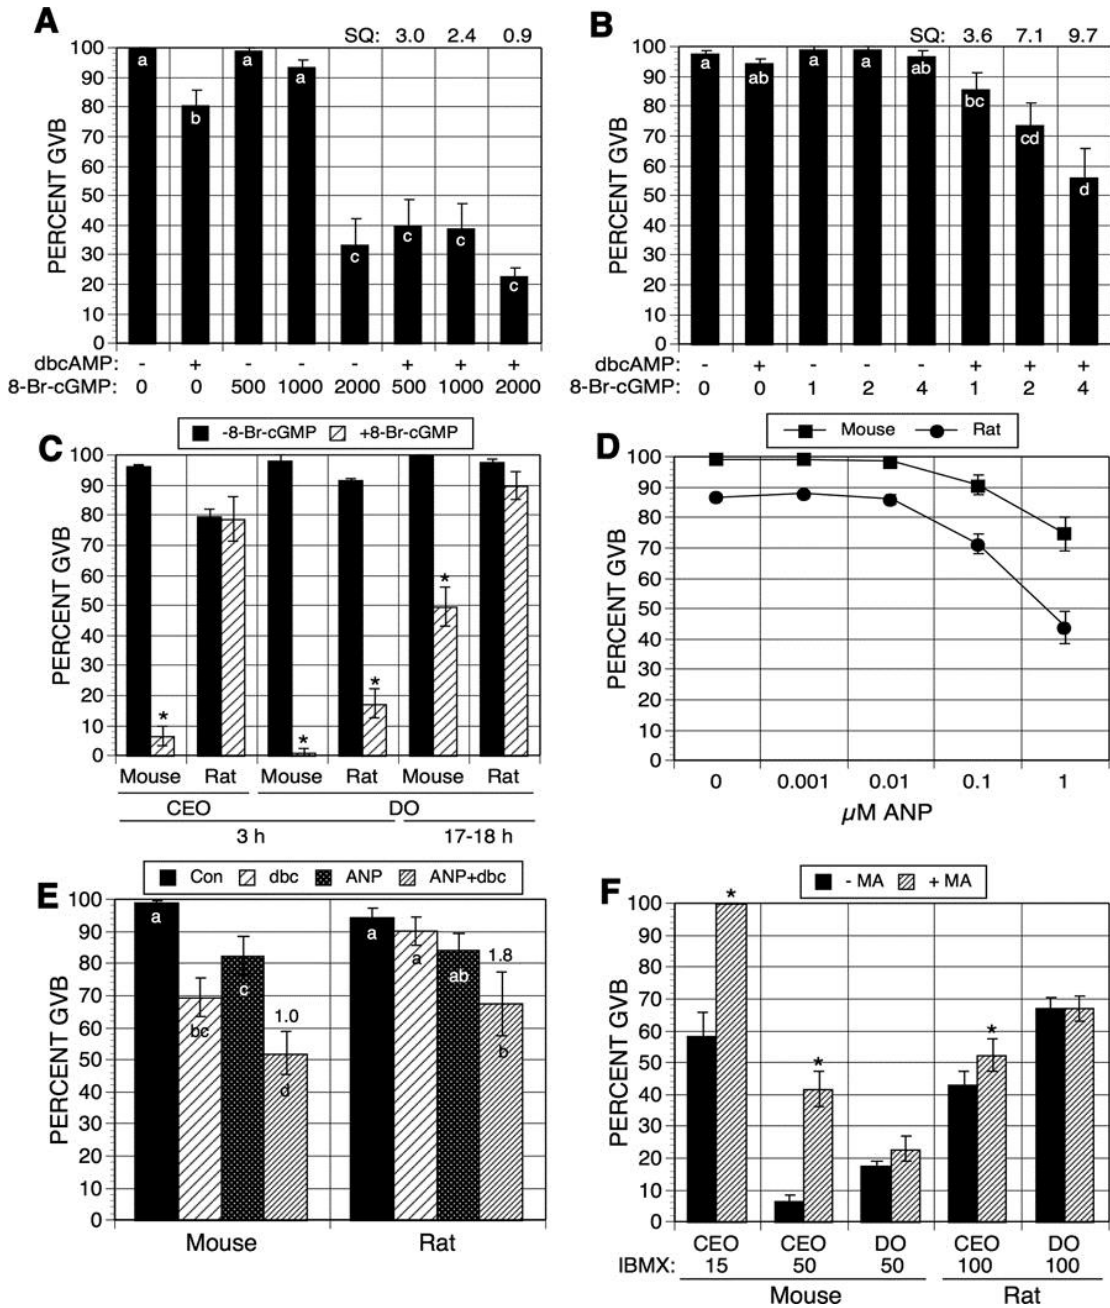 A
SQ: 3.0 2.4 0.9
100
90
80
70
60
50
40
30
20
10
0
PERCENT GVB
a b a a c c c c
dbcAMP: - + - - - + + +
8-Br-cGMP: 0 0 500 1000 2000 500 1000 2000
B
SQ: 3.6 7.1 9.7
100
90
80
70
60
50
40
30
20
10
0
PERCENT GVB
a ab a a ab bc cd d
dbcAMP: - + - - - + + +
8-Br-cGMP: 0 0 1 2 4 1 2 4
C
-8-Br-cGMP +8-Br-cGMP
100
90
80
70
60
50
40
30
20
10
0
PERCENT GVB
* * * *
Mouse Rat Mouse Rat Mouse Rat
CEO DO
3 h 17-18 h
D
Mouse Rat
100
90
80
70
60
50
40
30
20
10
0
PERCENT GVB
0 0.001 0.01 0.1 1
µM ANP
E
Con dbc ANP ANP+dbc
100
90
80
70
60
50
40
30
20
10
0
PERCENT GVB
a bc c 1.0 d
a a ab 1.8 b
Mouse Rat
F
- MA + MA
100
90
80
70
60
50
40
30
20
10
0
PERCENT GVB
* * *
CEO CEO DO CEO DO
IBMX: 15 50 50 100 100
Mouse Rat